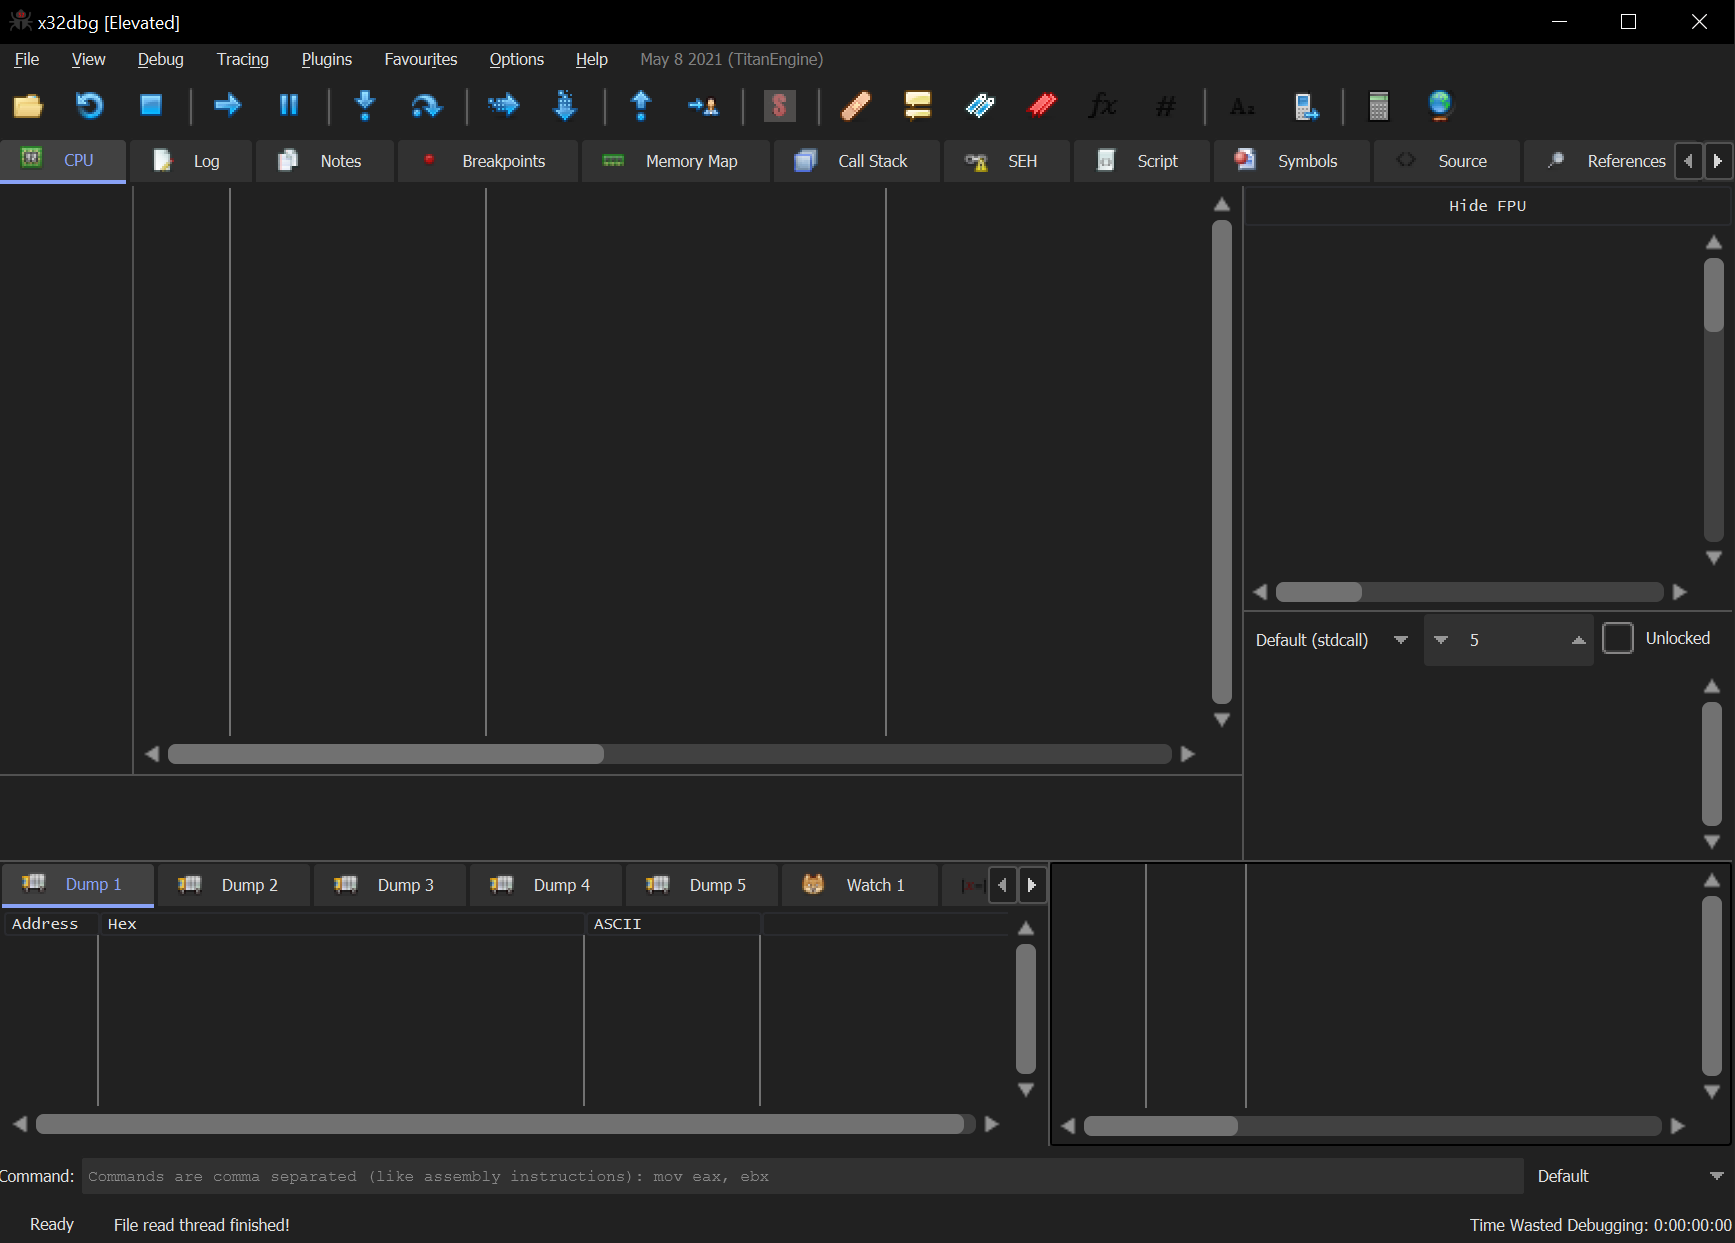 x32dbg [Elevated]
File View Debug Tracing Plugins Favourites Options Help May 8 2021 (TitanEngine)
S fx # A2
CPU Log Notes Breakpoints Memory Map Call Stack SEH Script Symbols <> Source References
Hide FPU
Default (stdcall) 5 Unlocked
Dump 1 Dump 2 Dump 3 Dump 4 Dump 5 Watch 1 |x=|
Address Hex ASCII
Command: Commands are comma separated (like assembly instructions): mov eax, ebx Default
Ready File read thread finished! Time Wasted Debugging: 0:00:00:00